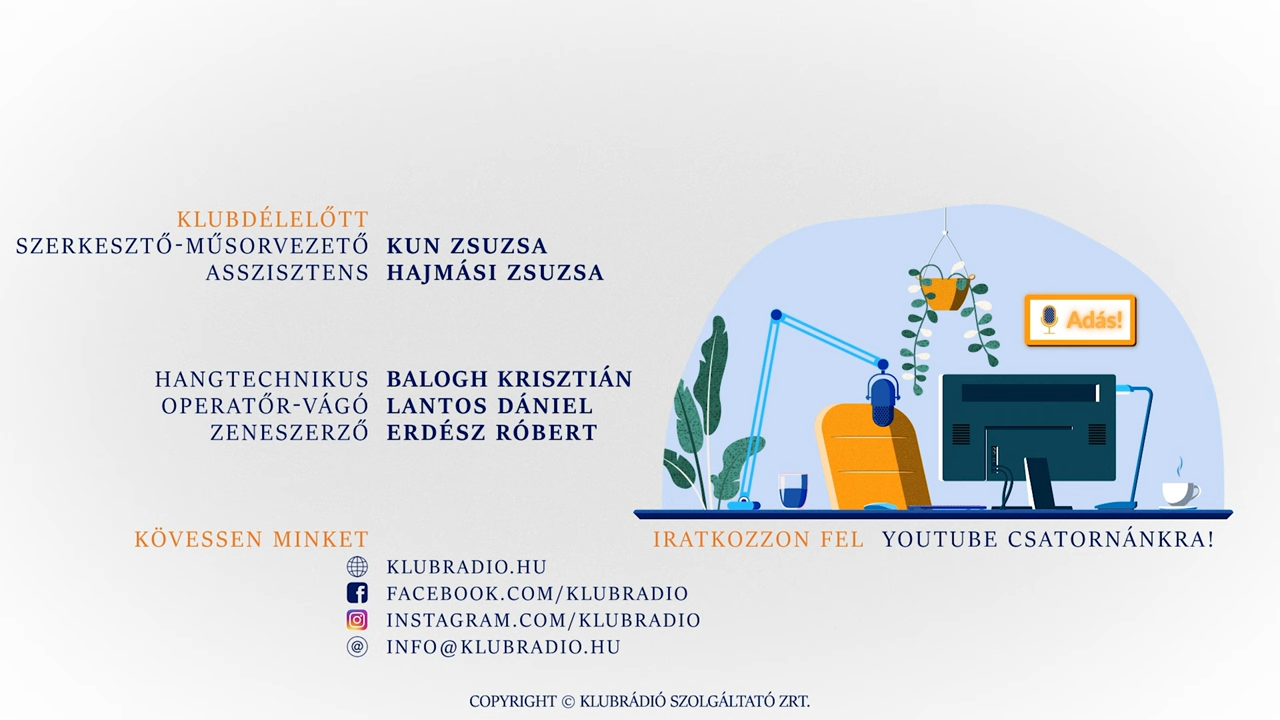 KLUBDÉLELŐTT
SZERKESZTŐ-MŰSORVEZETŐ KUN ZSUZSA
ASSZISZTENS HAJMÁSI ZSUZSA
Adás!
HANGTECHNIKUS BALOGH KRISZTIÁN
OPERATŐR-VÁGÓ LANTOS DÁNIEL
ZENESZERZŐ ERDÉSZ RÓBERT
KÖVESSEN MINKET
IRATKOZZON FEL YOUTUBE CSATORNÁNKRA!
KLUBRADIO.HU
FACEBOOK.COM/KLUBRADIO
INSTAGRAM.COM/KLUBRADIO
INFO@KLUBRADIO.HU
COPYRIGHT © KLUBRÁDIÓ SZOLGÁLTATÓ ZRT.